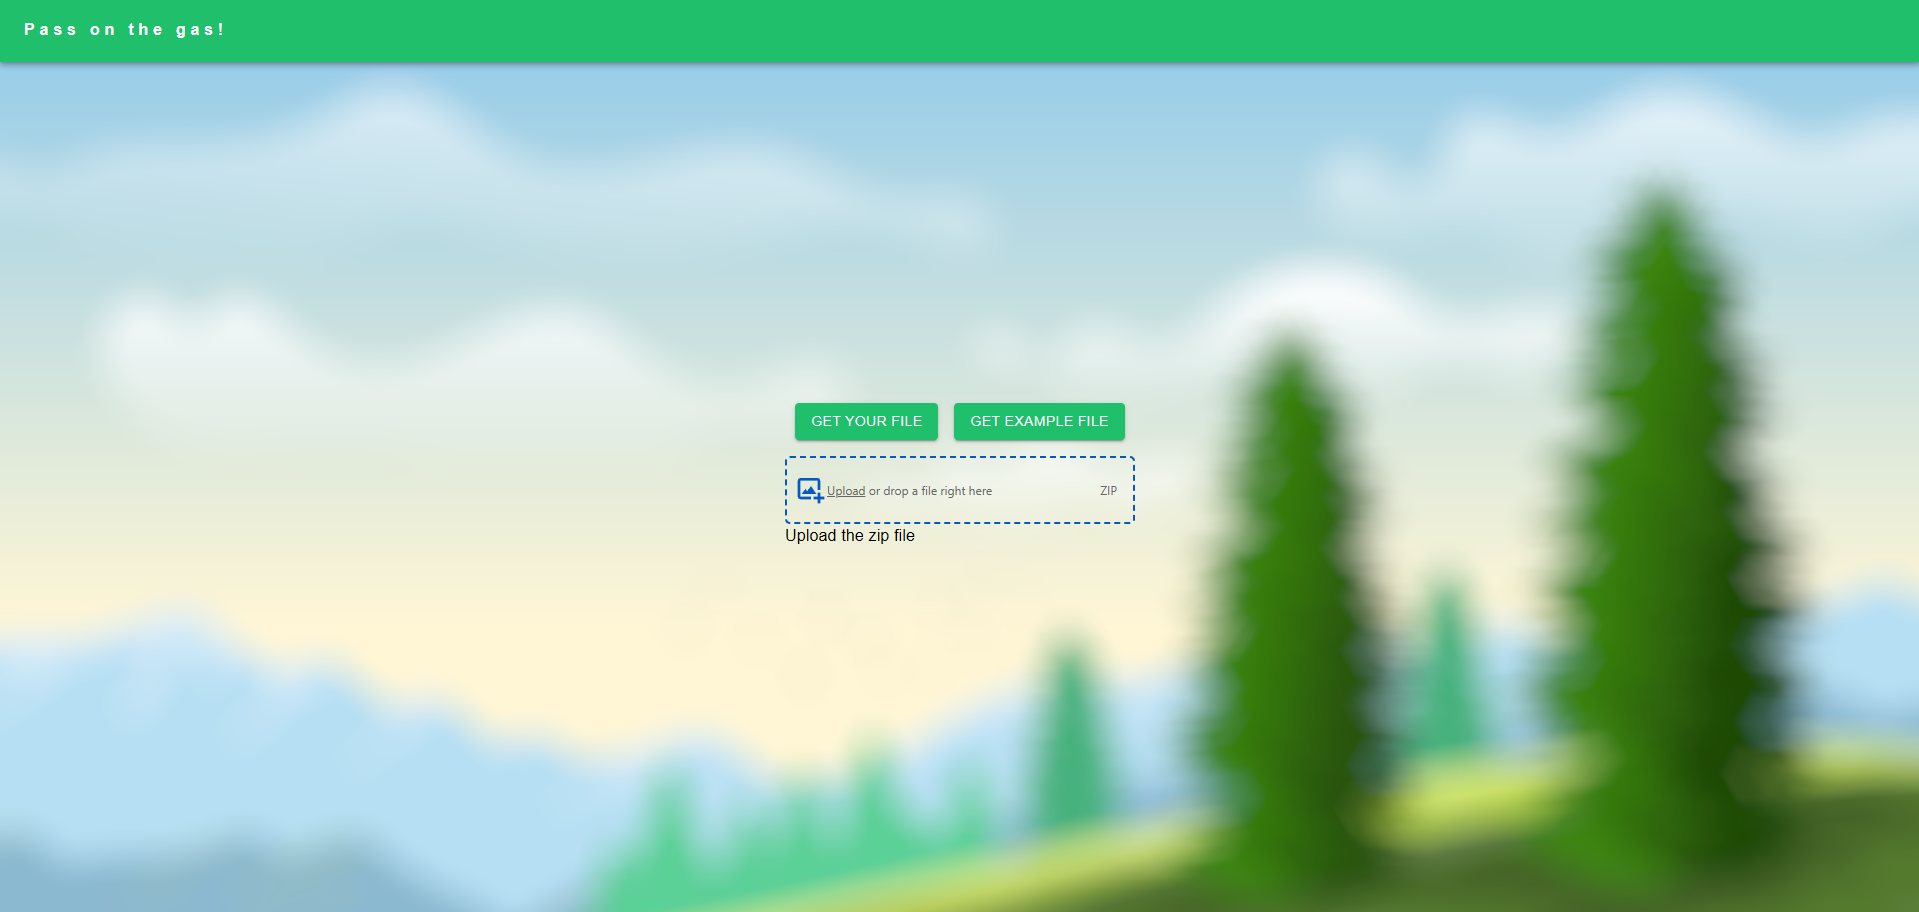 Pass on the gas!
GET YOUR FILE GET EXAMPLE FILE
Upload or drop a file right here ZIP
Upload the zip file